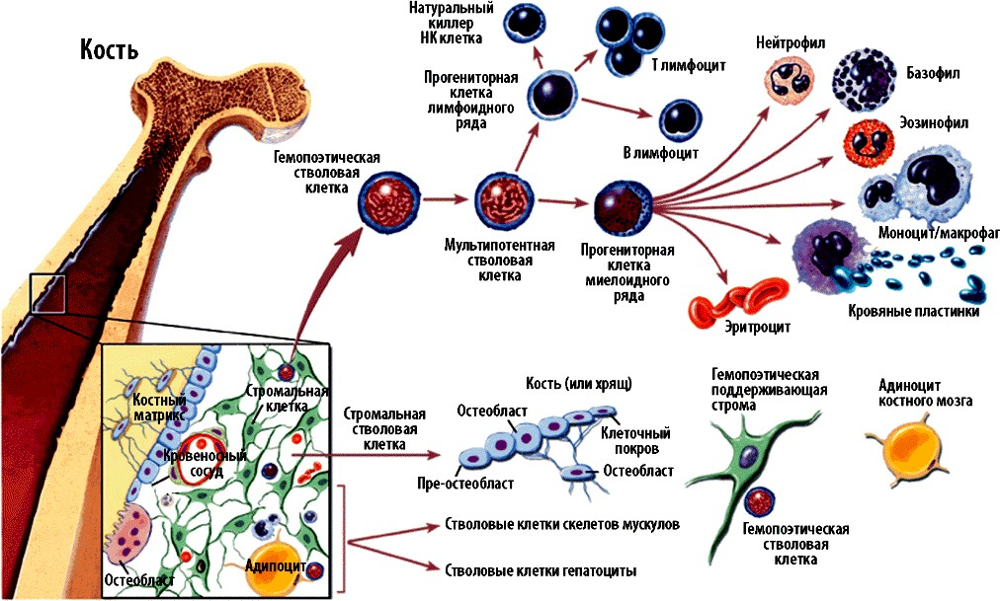 Кость
Натуральный
киллер
НК клетка
Т лимфоцит
Прогениторная
клетка
лимфоидного
ряда
В лимфоцит
Нейтрофил
Базофил
Эозинофил
Гемопоэтическая
стволовая
клетка
Мультипотентная
стволовая
клетка
Прогениторная
клетка
миелоидного
ряда
Моноцит/макрофаг
Кровяные пластинки
Эритроцит
Костный
матрикс
Стромальная
клетка
Кровеносный
сосуд
Адипоцит
Остеобласт
Стромальная
стволовая
клетка
Кость (или хрящ)
Остеобласт
Клеточный
покров
Остеобласт
Пре-остеобласт
Стволовые клетки скелетов мускулов
Стволовые клетки гепатоциты
Гемопоэтическая
поддерживающая
строма
Гемопоэтическая
стволовая
клетка
Адиноцит
костного мозга